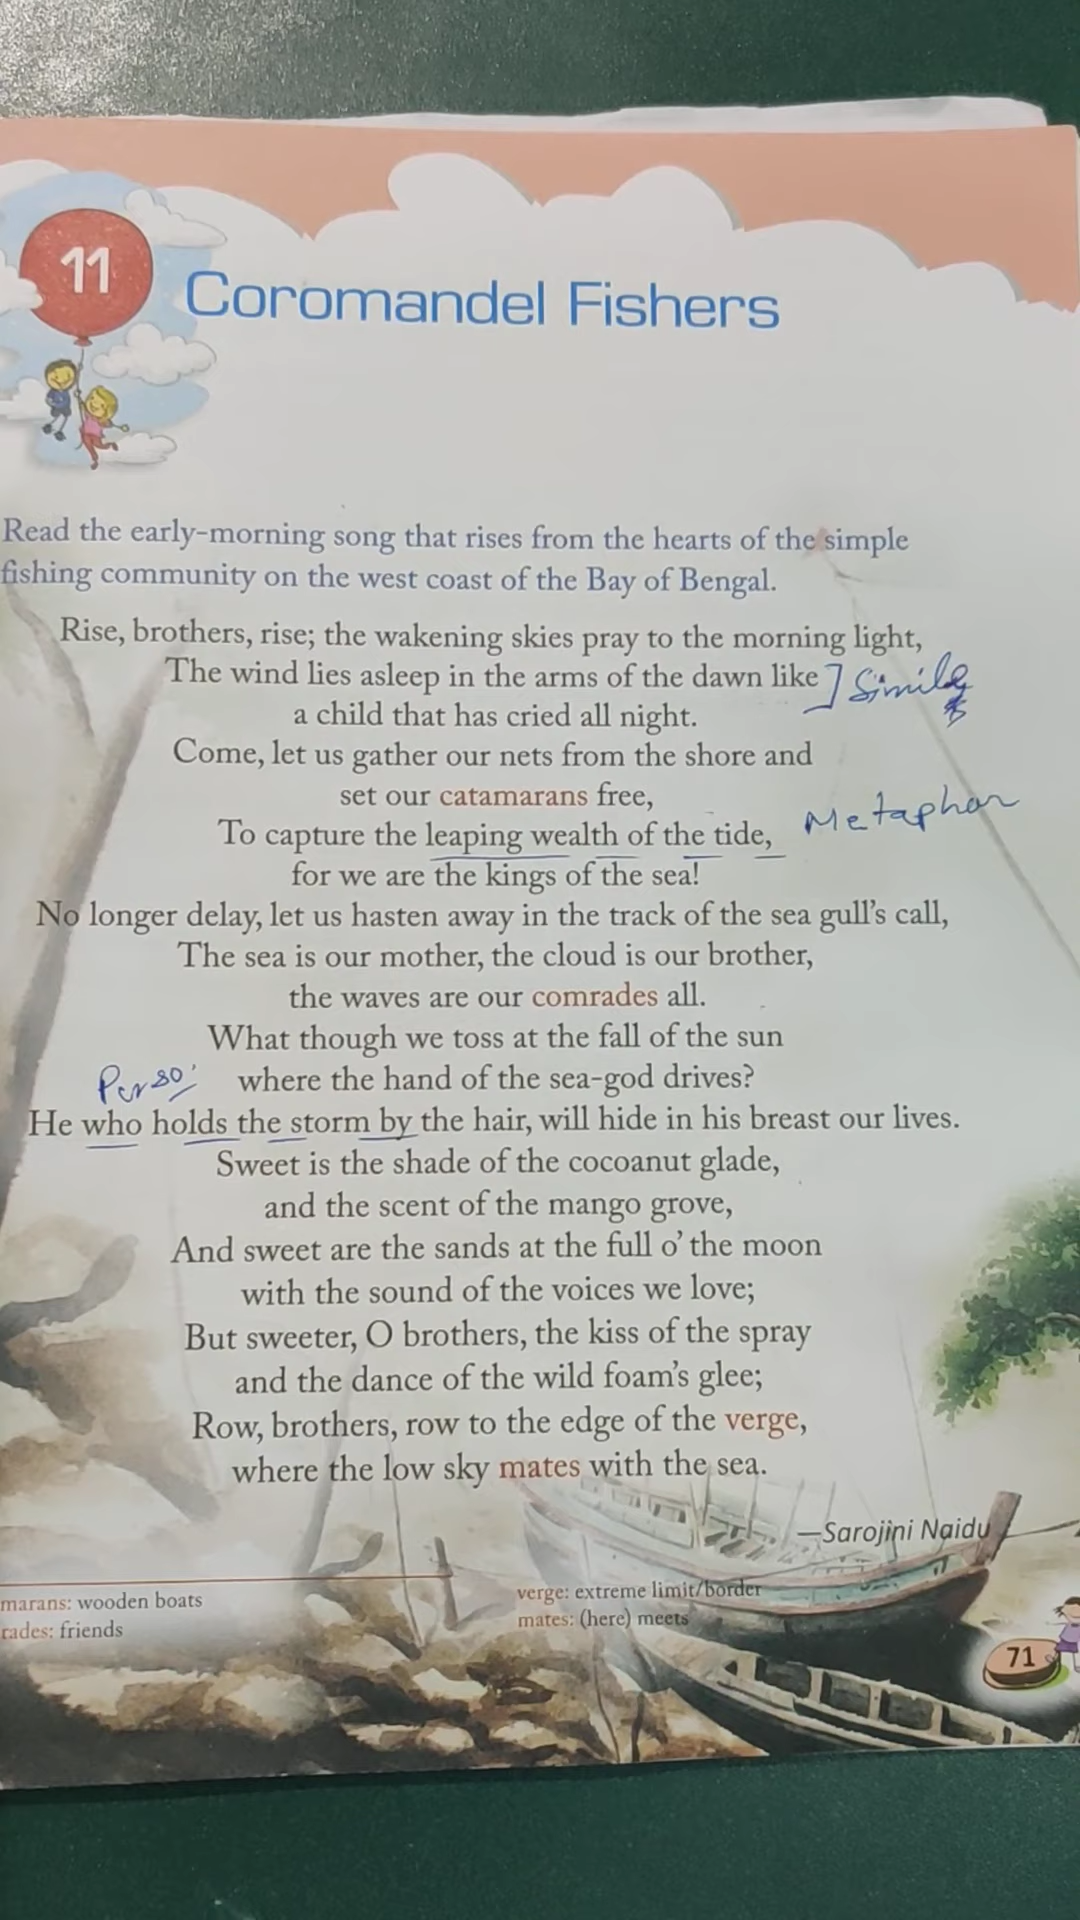 11
Coromandel Fishers
Read the early-morning song that rises from the hearts of the simple
fishing community on the west coast of the Bay of Bengal.
Rise, brothers, rise; the wakening skies pray to the morning light,
The wind lies asleep in the arms of the dawn like ] Simile
a child that has cried all night.
Come, let us gather our nets from the shore and
set our catamarans free,
To capture the leaping wealth of the tide, Metaphor
for we are the kings of the sea!
No longer delay, let us hasten away in the track of the sea gull's call,
The sea is our mother, the cloud is our brother,
the waves are our comrades all.
What though we toss at the fall of the sun
Perso. where the hand of the sea-god drives?
He who holds the storm by the hair, will hide in his breast our lives.
Sweet is the shade of the cocoanut glade,
and the scent of the mango grove,
And sweet are the sands at the full o' the moon
with the sound of the voices we love;
But sweeter, O brothers, the kiss of the spray
and the dance of the wild foam's glee;
Row, brothers, row to the edge of the verge,
where the low sky mates with the sea.
—Sarojini Naidu
marans: wooden boats
rades: friends
verge: extreme limit/border
mates: (here) meets
71